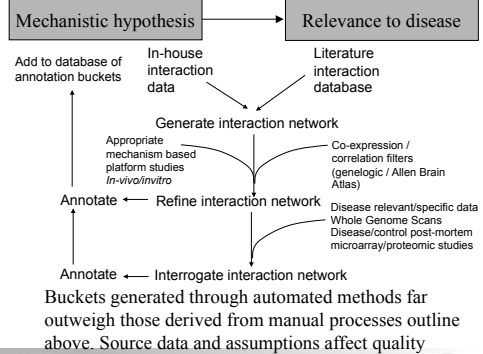 Mechanistic hypothesis
Relevance to disease
Add to database of
annotation buckets
In-house
interaction
data
Literature
interaction
database
Generate interaction network
Appropriate
mechanism based
platform studies
In-vivo/invitro
Co-expression /
correlation filters
(genelogic / Allen Brain
Atlas)
Annotate
Refine interaction network
Disease relevant/specific data
Whole Genome Scans
Disease/control post-mortem
microarray/proteomic studies
Annotate
Interrogate interaction network
Buckets generated through automated methods far
outweigh those derived from manual processes outline
above. Source data and assumptions affect quality